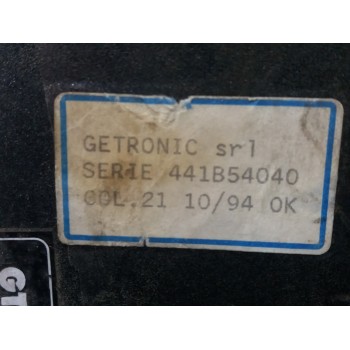 GETRONIC srl
SERIE 441B54040
COL.21 10/94 OK